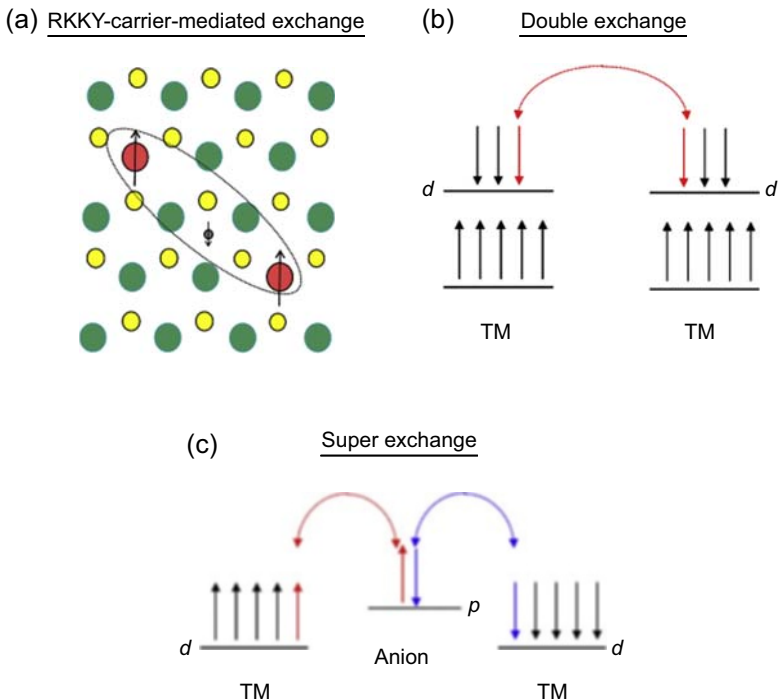 (a) RKKY-carrier-mediated exchange
(b) Double exchange
d d
TM TM
(c) Super exchange
p
d Anion d
TM TM